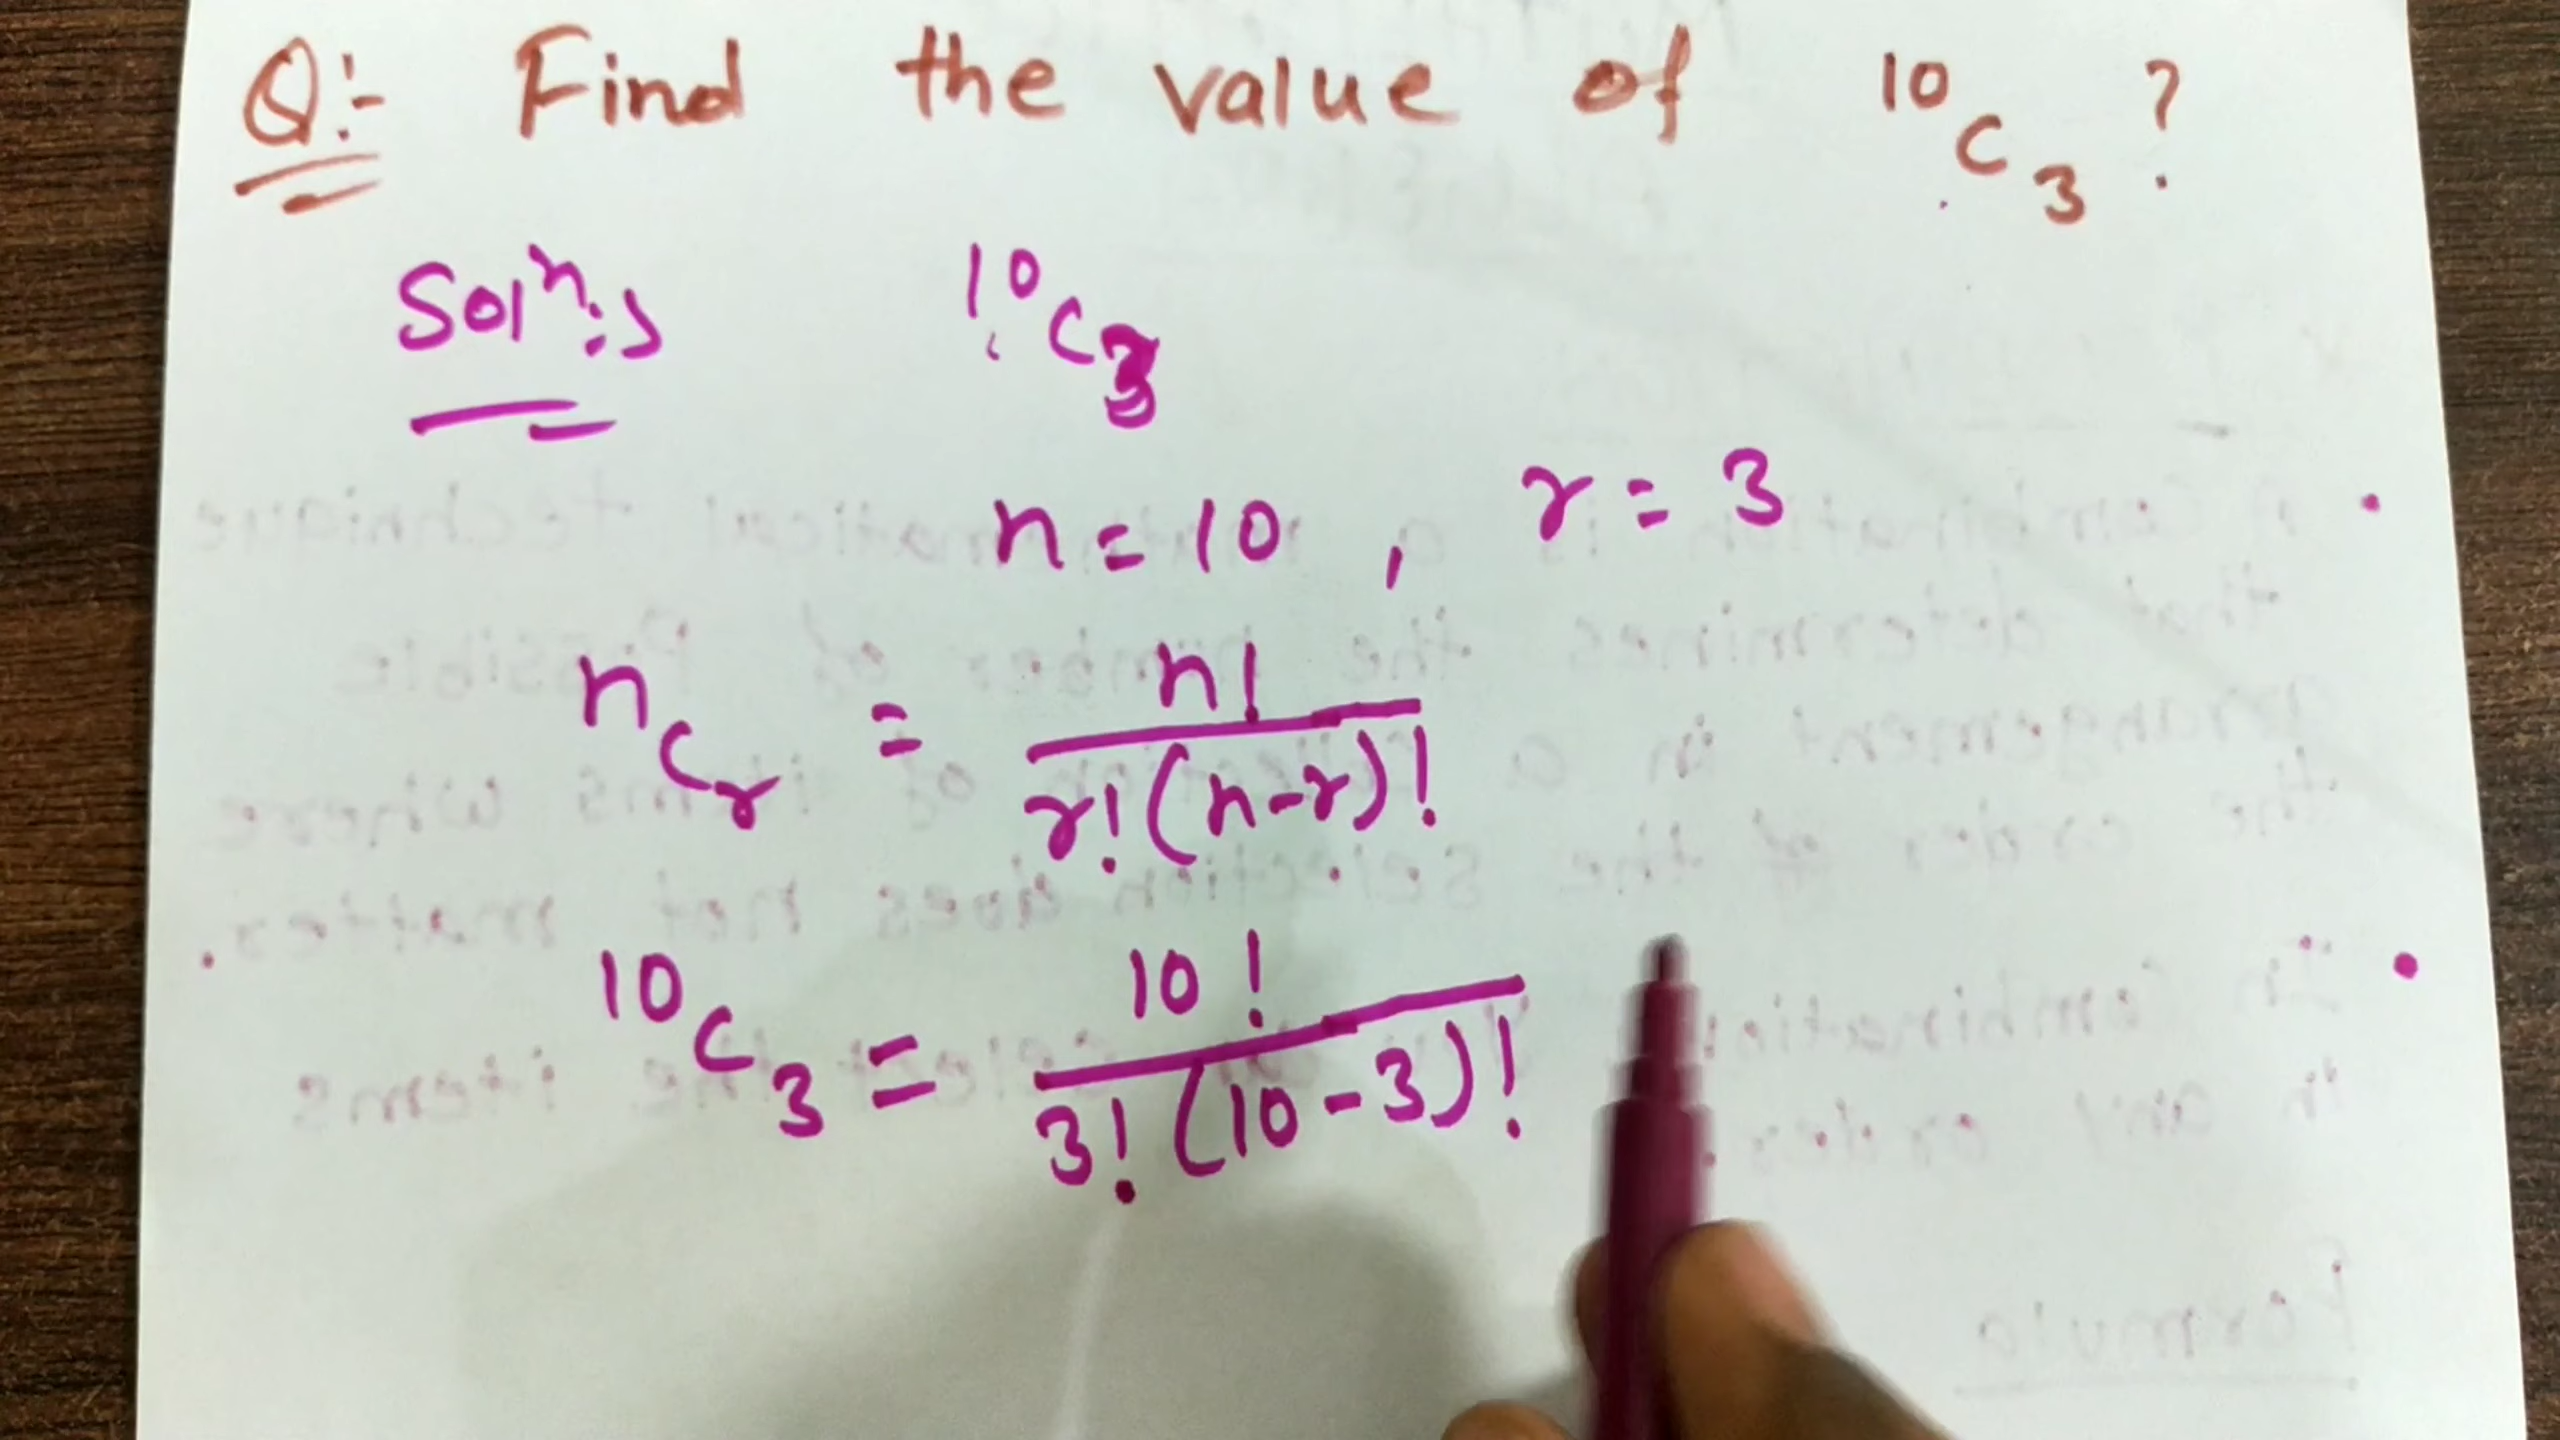 Q:- Find the value of ¹⁰C₃ ?
Solⁿ:s ¹⁰C₃
n = 10 , r = 3
ⁿCᵣ = n! / r!(n-r)!
¹⁰C₃ = 10! / 3!(10-3)!